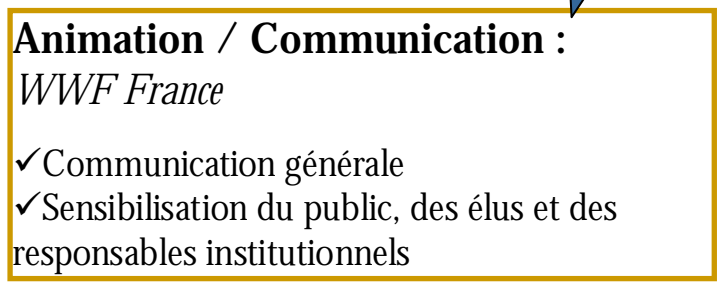 Animation / Communication :
WWF France
✓Communication générale
✓Sensibilisation du public, des élus et des
responsables institutionnels